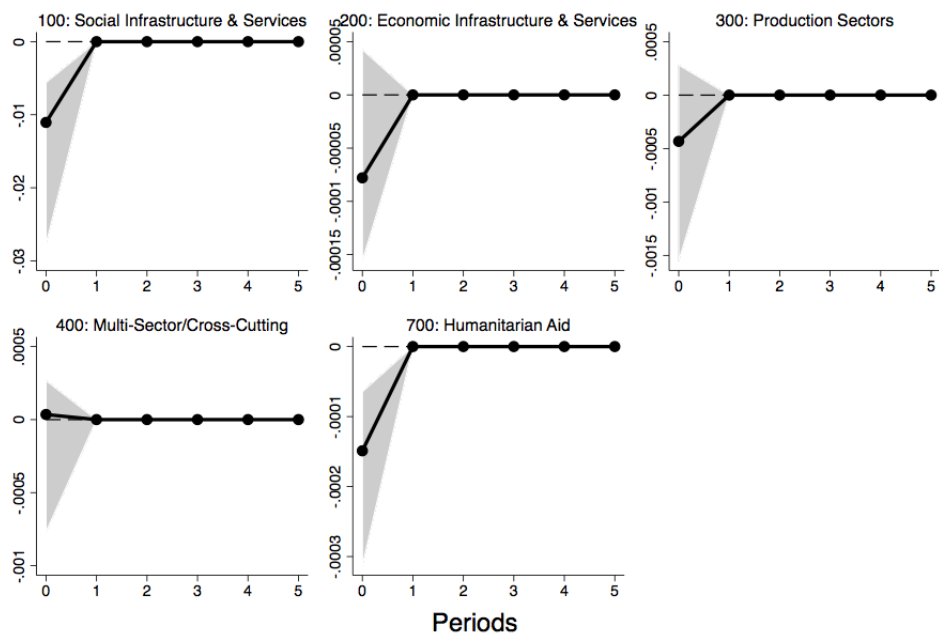 100: Social Infrastructure & Services
0
-.01
-.02
-.03
0 1 2 3 4 5
200: Economic Infrastructure & Services
.00005
0
-.00005
-.0001
-.00015
0 1 2 3 4 5
300: Production Sectors
.0005
0
-.0005
-.001
-.0015
0 1 2 3 4 5
400: Multi-Sector/Cross-Cutting
.0005
0
-.0005
-.001
0 1 2 3 4 5
700: Humanitarian Aid
0
-.0001
-.0002
-.0003
0 1 2 3 4 5
Periods